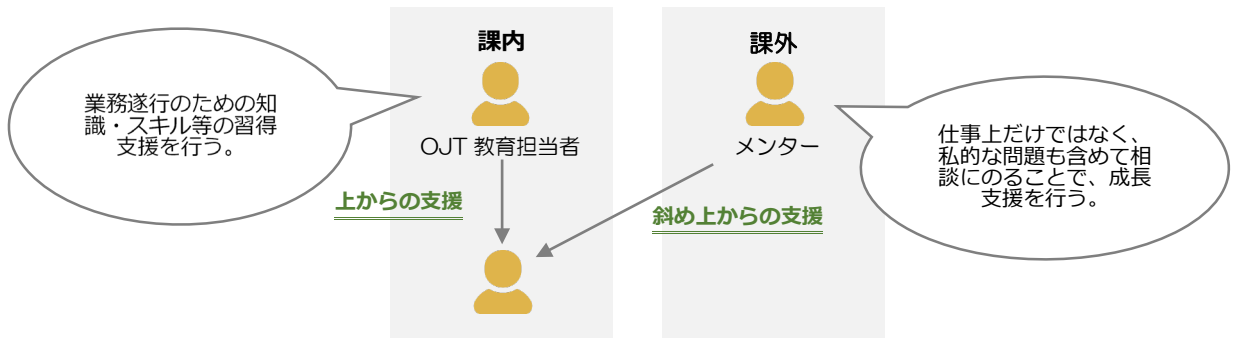 課内
課外
業務遂行のための知
識・スキル等の習得
支援を行う。
OJT 教育担当者
メンター
仕事上だけではなく、
私的な問題も含めて相
談にのることで、成長
支援を行う。
上からの支援
斜め上からの支援